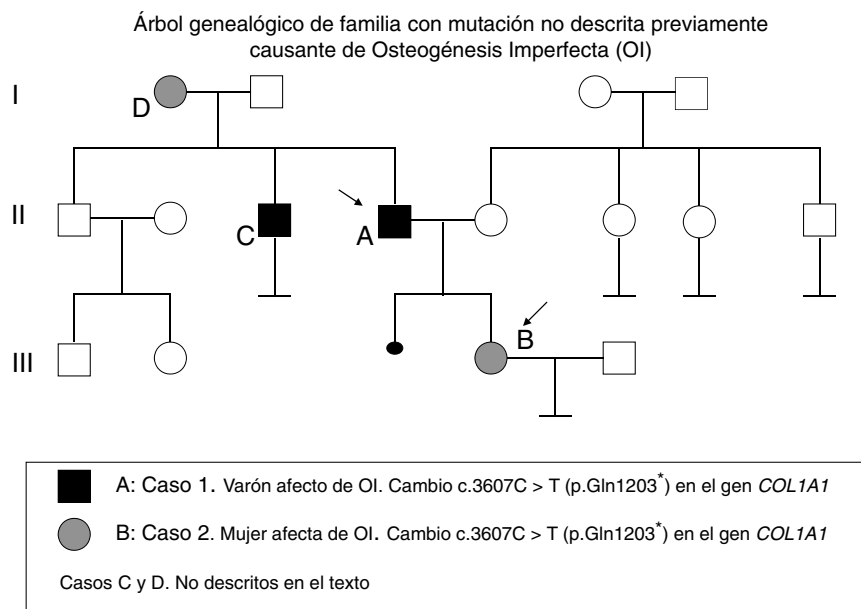 Árbol genealógico de familia con mutación no descrita previamente
causante de Osteogénesis Imperfecta (OI)
I
D
II
C
A
B
III
A: Caso 1. Varón afecto de OI. Cambio c.3607C > T (p.Gln1203*) en el gen COL1A1
B: Caso 2. Mujer afecta de OI. Cambio c.3607C > T (p.Gln1203*) en el gen COL1A1
Casos C y D. No descritos en el texto